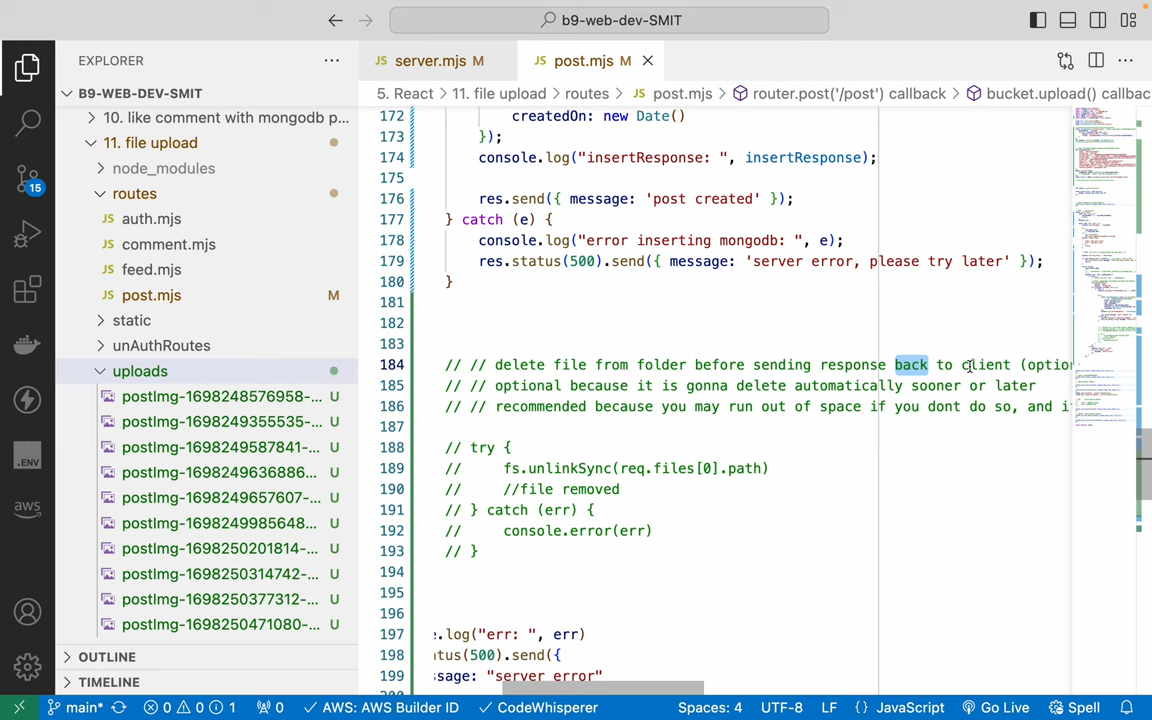 b9-web-dev-SMIT
EXPLORER
JS server.mjs M
JS post.mjs M
B9-WEB-DEV-SMIT
5. React > 11. file upload > routes > JS post.mjs > router.post('/post') callback > bucket.upload() callbac
10. like comment with mongodb p...
11. file upload
node_modules
routes
JS auth.mjs
JS comment.mjs
JS feed.mjs
JS post.mjs M
static
unAuthRoutes
uploads
postImg-1698248576958-... U
postImg-1698249355535-... U
postImg-1698249587841-... U
postImg-1698249636886... U
postImg-1698249657607-... U
postImg-1698249985648... U
postImg-1698250201814-... U
postImg-1698250314742-... U
postImg-1698250377312-... U
postImg-1698250471080-... U
OUTLINE
TIMELINE
15
.ENV
aws
172 createdOn: new Date()
173 });
174 console.log("insertResponse: ", insertResponse);
175
176 res.send({ message: 'post created' });
177 } catch (e) {
178 console.log("error inserting mongodb: ", e);
179 res.status(500).send({ message: 'server error, please try later' });
180 }
181
182
183
184 // // delete file from folder before sending response back to client (option
185 // // optional because it is gonna delete automatically sooner or later
186 // // recommended because you may run out of space if you dont do so, and i
187
188 // try {
189 // fs.unlinkSync(req.files[0].path)
190 // //file removed
191 // } catch (err) {
192 // console.error(err)
193 // }
194
195
196
197 .log("err: ", err)
198 tus(500).send({
199 ssage: "server error"
main* 0 0 1 0 AWS: AWS Builder ID CodeWhisperer Spaces: 4 UTF-8 LF {} JavaScript Go Live Spell